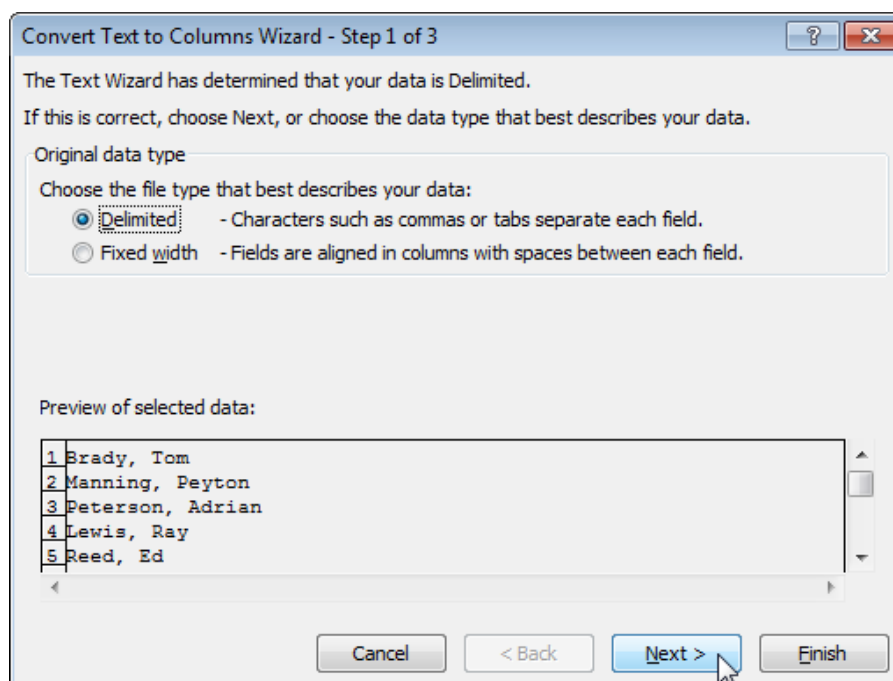 Convert Text to Columns Wizard - Step 1 of 3
The Text Wizard has determined that your data is Delimited.
If this is correct, choose Next, or choose the data type that best describes your data.
Original data type
Choose the file type that best describes your data:
Delimited - Characters such as commas or tabs separate each field.
Fixed width - Fields are aligned in columns with spaces between each field.
Preview of selected data:
1 Brady, Tom
2 Manning, Peyton
3 Peterson, Adrian
4 Lewis, Ray
5 Reed, Ed
Cancel < Back Next > Finish